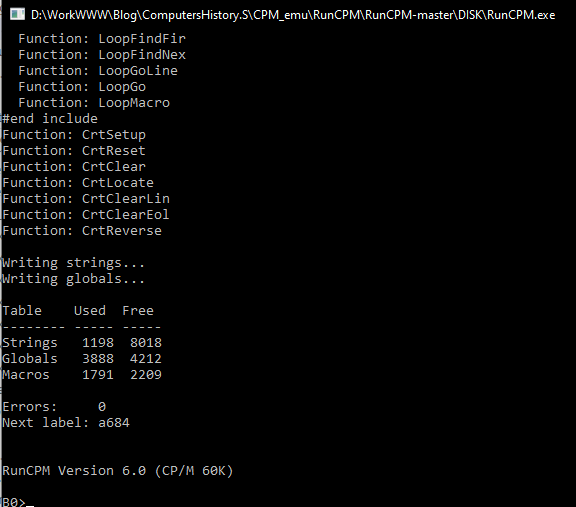 D:\WorkWWW\Blog\ComputersHistory.S\CPM_emu\RunCPM\RunCPM-master\DISK\RunCPM.exe
  Function: LoopFindFir
  Function: LoopFindNex
  Function: LoopGoLine
  Function: LoopGo
  Function: LoopMacro
#end include
Function: CrtSetup
Function: CrtReset
Function: CrtClear
Function: CrtLocate
Function: CrtClearLin
Function: CrtClearEol
Function: CrtReverse

Writing strings...
Writing globals...

Table    Used  Free
-------- ----- -----
Strings   1198  8018
Globals   3888  4212
Macros    1791  2209

Errors:     0
Next label: a684

RunCPM Version 6.0 (CP/M 60K)

B0>_